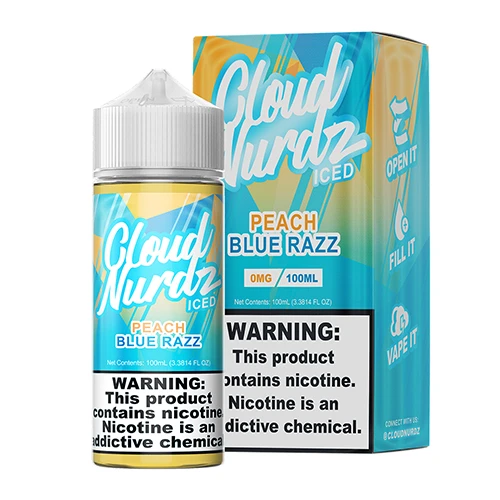 Cloud
Nurdz
ICED
PEACH
BLUE RAZZ
Net Contents: 100mL (3.3814 FL OZ)
WARNING:
This product
contains nicotine.
Nicotine is an
addictive chemical
Cloud
Nurdz
ICED
PEACH
BLUE RAZZ
0MG / 100ML
Net Contents: 100mL (3.3814 FL OZ)
WARNING:
This product
ontains nicotine.
Nicotine is an
ddictive chemical.
OPEN IT
FILL IT
VAPE IT
CONNECT WITH US:
@CLOUDNURDZ